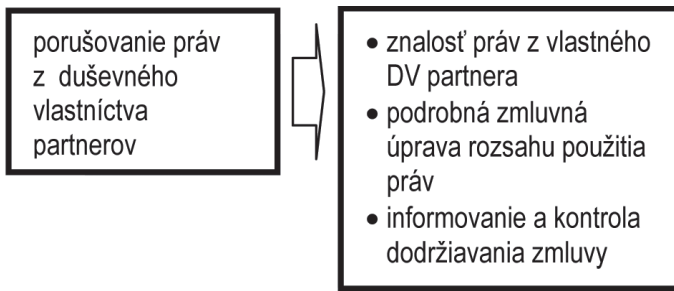 porušovanie práv
z duševného
vlastníctva
partnerov
• znalosť práv z vlastného
DV partnera
• podrobná zmluvná
úprava rozsahu použitia
práv
• informovanie a kontrola
dodržiavania zmluvy